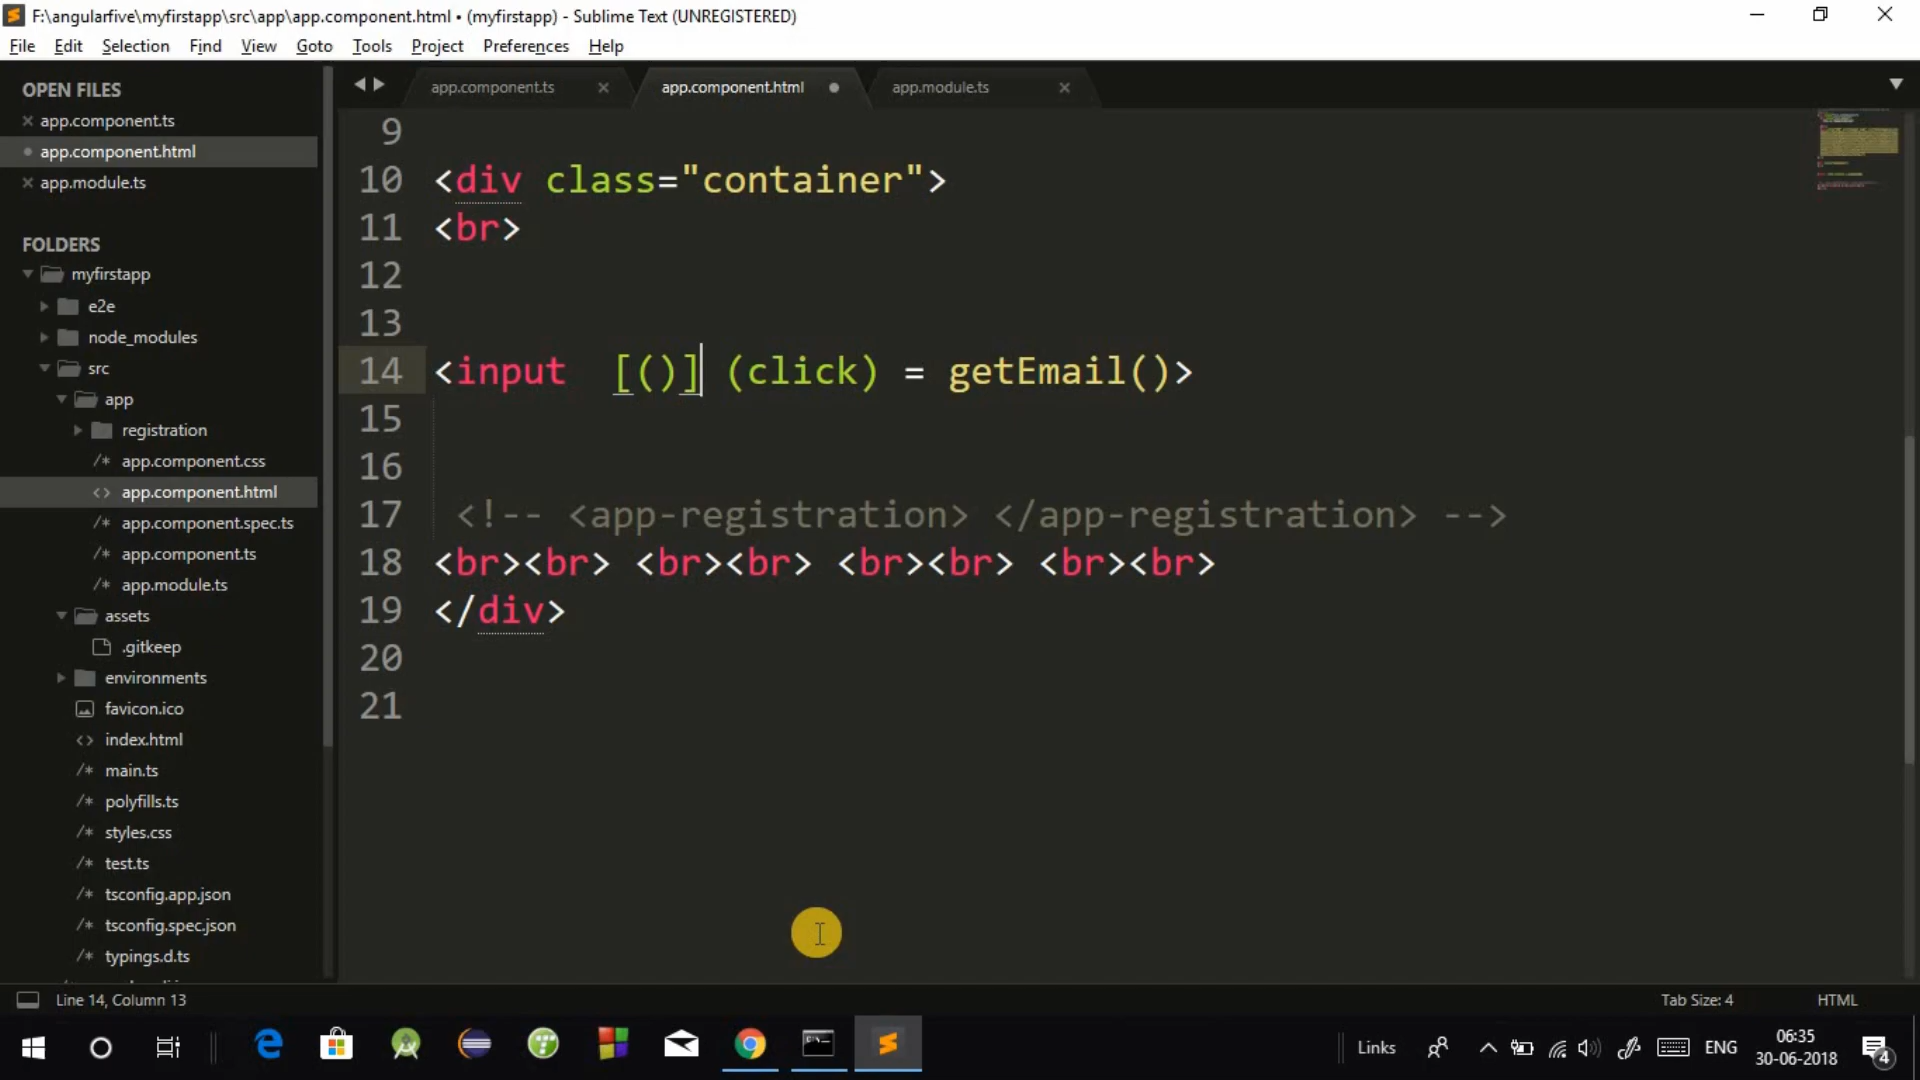 F:\angularfive\myfirstapp\src\app\app.component.html • (myfirstapp) - Sublime Text (UNREGISTERED)
File Edit Selection Find View Goto Tools Project Preferences Help
OPEN FILES
app.component.ts
app.component.html
app.module.ts
FOLDERS
myfirstapp
e2e
node_modules
src
app
registration
/* app.component.css
<> app.component.html
/* app.component.spec.ts
/* app.component.ts
/* app.module.ts
assets
.gitkeep
environments
favicon.ico
<> index.html
/* main.ts
/* polyfills.ts
/* styles.css
/* test.ts
/* tsconfig.app.json
/* tsconfig.spec.json
/* typings.d.ts
app.component.ts app.component.html app.module.ts
9
10 <div class="container">
11 <br>
12
13
14 <input  [()] (click) = getEmail()>
15
16
17 <!-- <app-registration> </app-registration> -->
18 <br><br> <br><br> <br><br> <br><br>
19 </div>
20
21
Line 14, Column 13 Tab Size: 4 HTML
Links ENG 06:35
30-06-2018
4